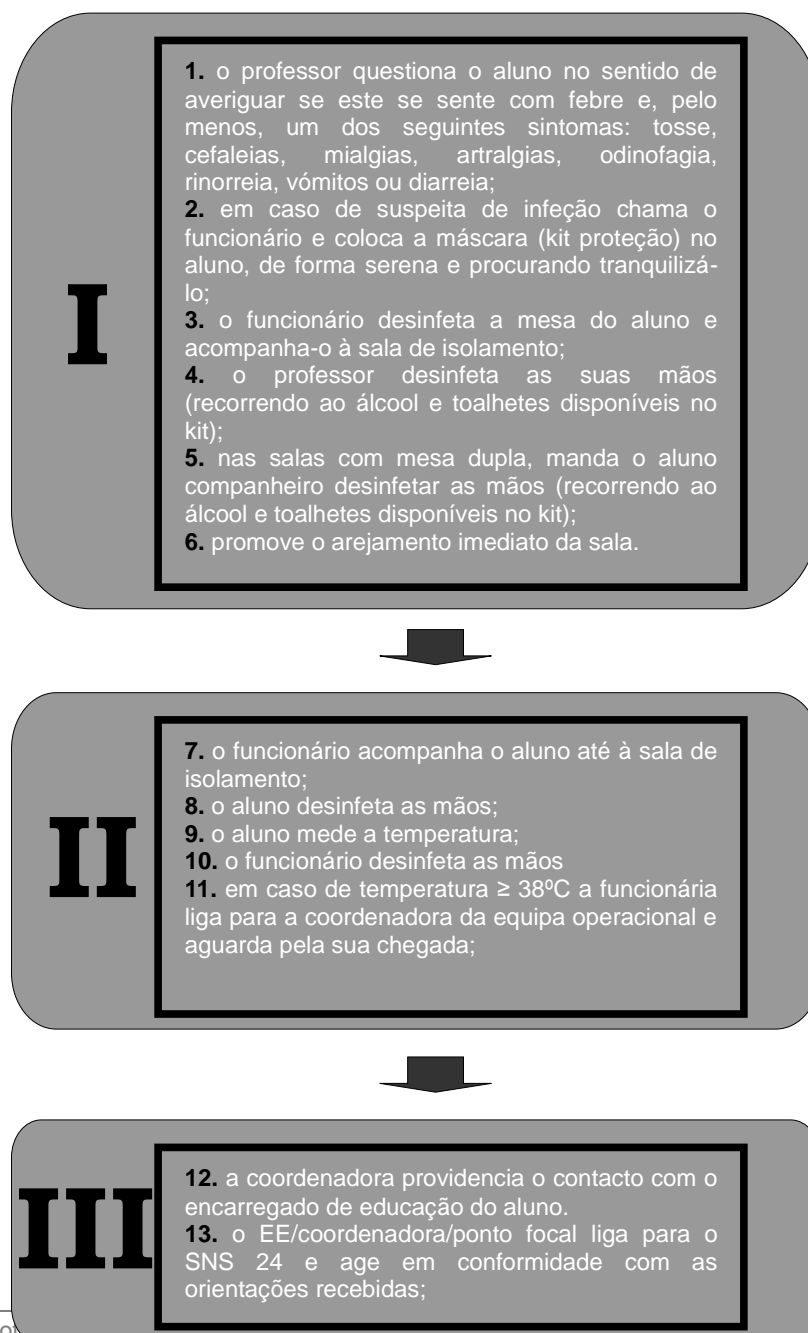 I
1. o professor questiona o aluno no sentido de
averiguar se este se sente com febre e, pelo
menos, um dos seguintes sintomas: tosse,
cefaleias, mialgias, artralgias, odinofagia,
rinorreia, vómitos ou diarreia;
2. em caso de suspeita de infeção chama o
funcionário e coloca a máscara (kit proteção) no
aluno, de forma serena e procurando tranquilizá-
lo;
3. o funcionário desinfeta a mesa do aluno e
acompanha-o à sala de isolamento;
4. o professor desinfeta as suas mãos
(recorrendo ao álcool e toalhetes disponíveis no
kit);
5. nas salas com mesa dupla, manda o aluno
companheiro desinfetar as mãos (recorrendo ao
álcool e toalhetes disponíveis no kit);
6. promove o arejamento imediato da sala.
II
7. o funcionário acompanha o aluno até à sala de
isolamento;
8. o aluno desinfeta as mãos;
9. o aluno mede a temperatura;
10. o funcionário desinfeta as mãos
11. em caso de temperatura ≥ 38ºC a funcionária
liga para a coordenadora da equipa operacional e
aguarda pela sua chegada;
III
12. a coordenadora providencia o contacto com o
encarregado de educação do aluno.
13. o EE/coordenadora/ponto focal liga para o
SNS 24 e age em conformidade com as
orientações recebidas;